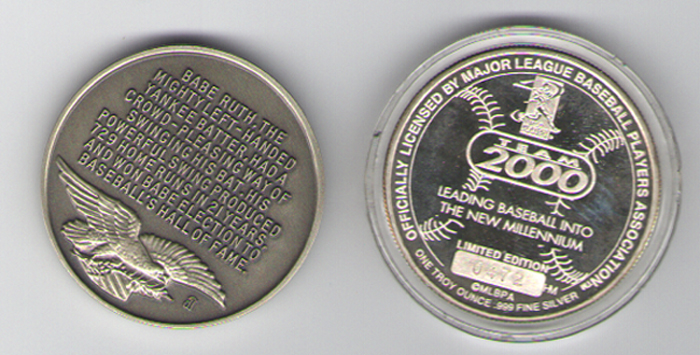 BABE RUTH, THE
MIGHTY LEFT-HANDED
YANKEE BATTER, HAD A
CROWD-PLEASING WAY OF
SWINGING HIS BAT. HIS
POWERFUL SWING PRODUCED
729 HOME RUNS IN 21 YEARS,
AND WON BABE ELECTION TO
BASEBALL'S HALL OF FAME.
OFFICIALLY LICENSED BY MAJOR LEAGUE BASEBALL PLAYERS ASSOCIATION
TEAM
2000
LEADING BASEBALL INTO
THE NEW MILLENNIUM
LIMITED EDITION
©MLBPA
ONE TROY OUNCE .999 FINE SILVER